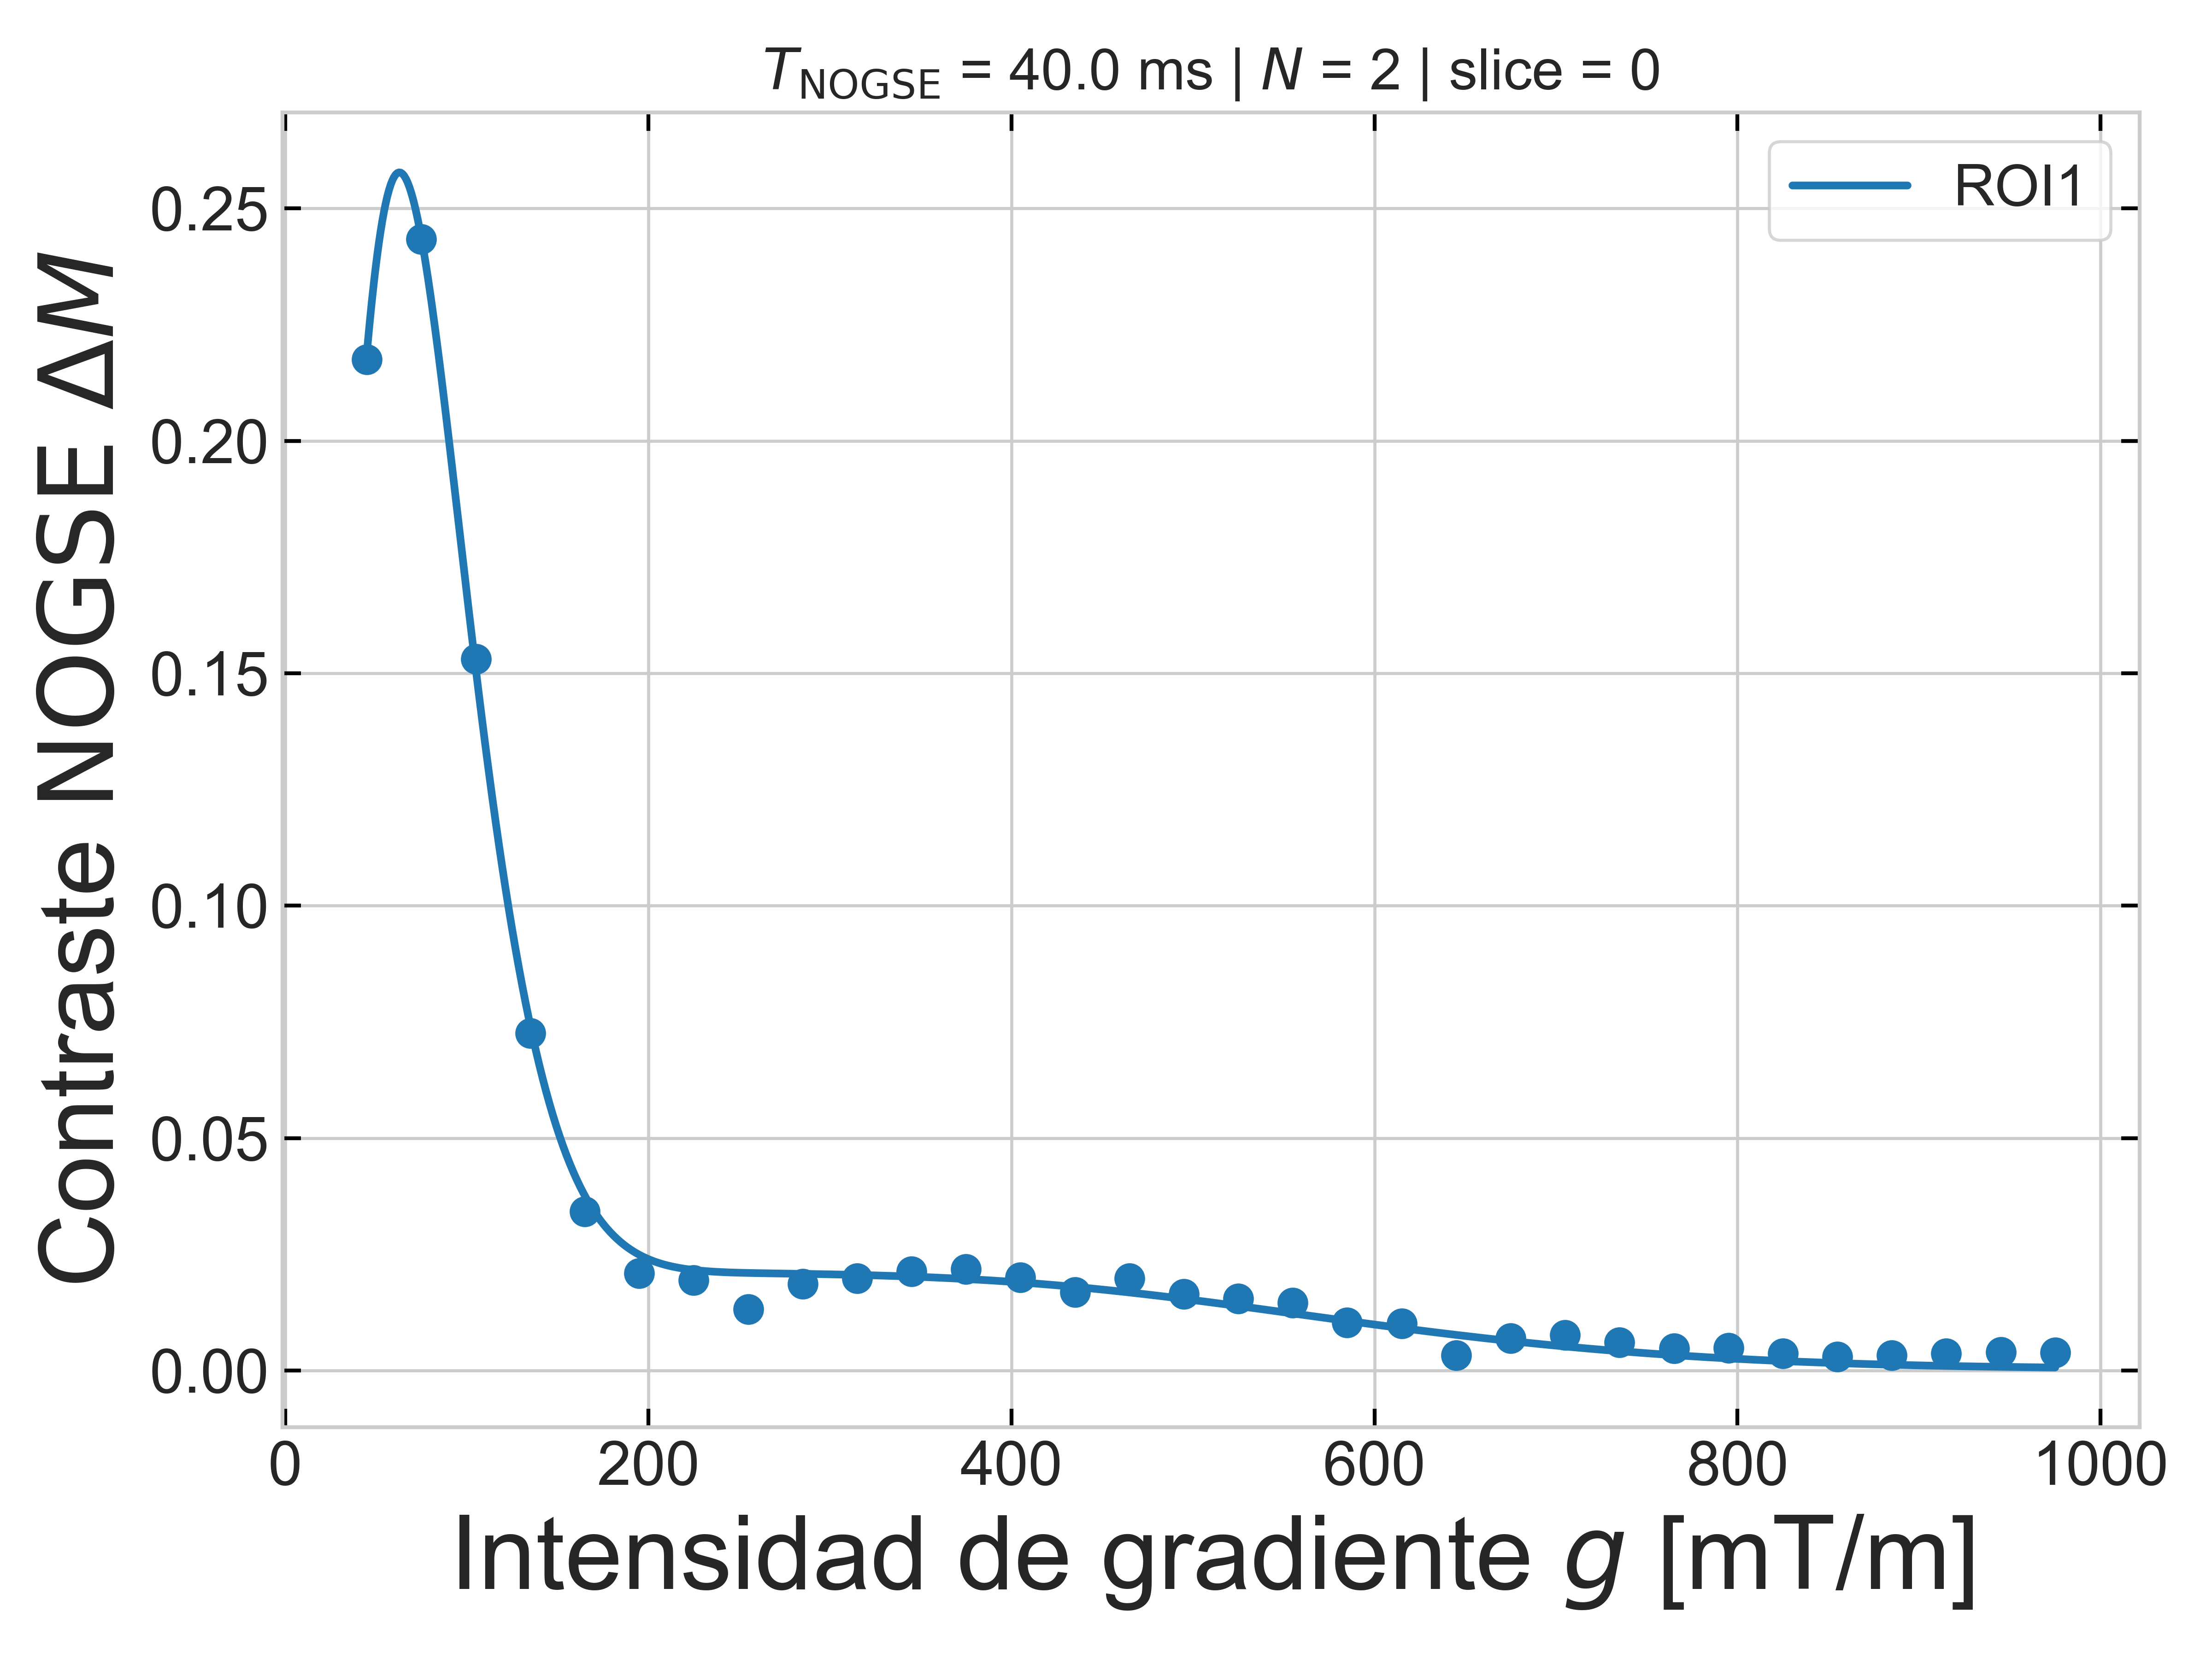 T_NOGSE = 40.0 ms | N = 2 | slice = 0
ROI1
Contraste NOGSE ΔM
0.25
0.20
0.15
0.10
0.05
0.00
0 200 400 600 800 1000
Intensidad de gradiente g [mT/m]